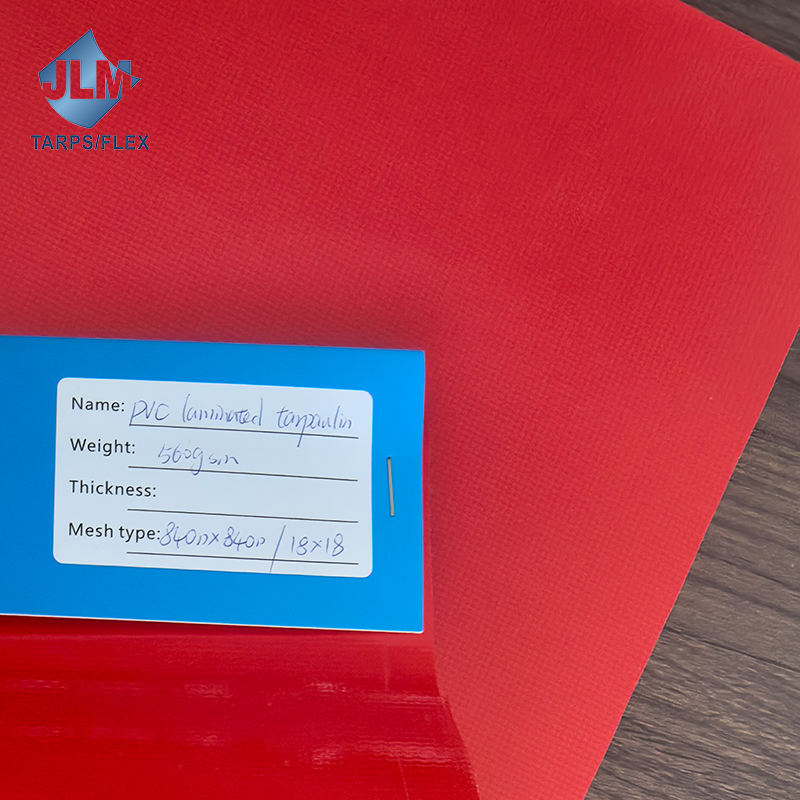 JLM
TARPS/FLEX
Name: PVC laminated tarpaulin
Weight: 560gsm
Thickness:
Mesh type: 840D×840D / 18×18